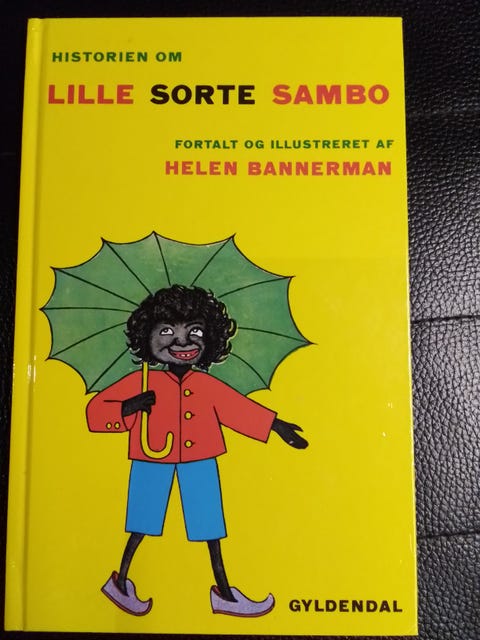 HISTORIEN OM
LILLE SORTE SAMBO
FORTALT OG ILLUSTRERET AF
HELEN BANNERMAN
GYLDENDAL